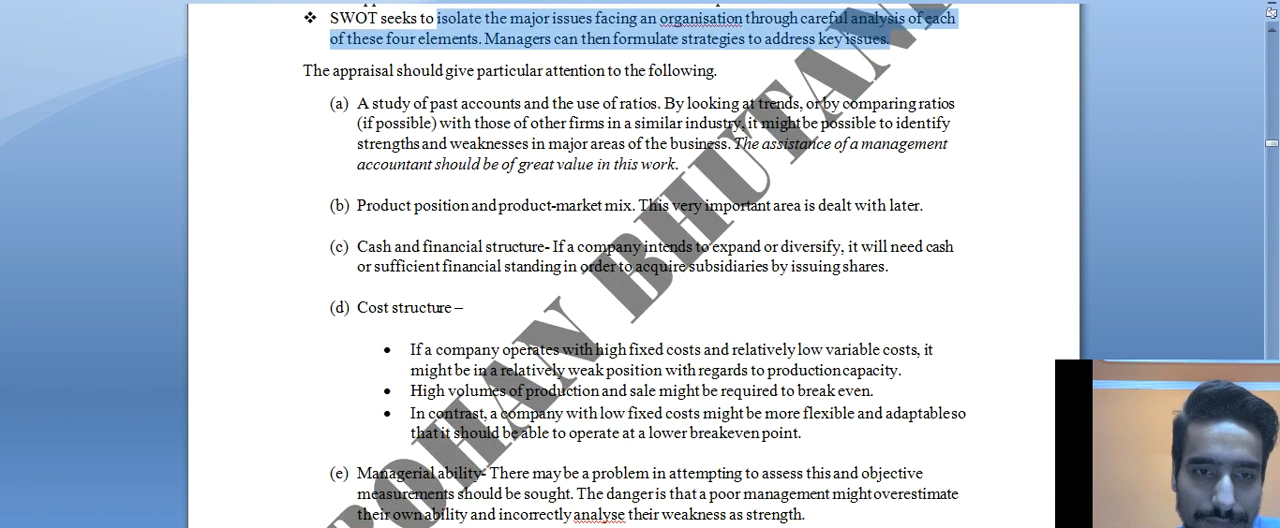 ❖ SWOT seeks to isolate the major issues facing an organisation through careful analysis of each
of these four elements. Managers can then formulate strategies to address key issues.
The appraisal should give particular attention to the following.
(a) A study of past accounts and the use of ratios. By looking at trends, or by comparing ratios
(if possible) with those of other firms in a similar industry, it might be possible to identify
strengths and weaknesses in major areas of the business. The assistance of a management
accountant should be of great value in this work.
(b) Product position and product-market mix. This very important area is dealt with later.
(c) Cash and financial structure- If a company intends to expand or diversify, it will need cash
or sufficient financial standing in order to acquire subsidiaries by issuing shares.
(d) Cost structure –
• If a company operates with high fixed costs and relatively low variable costs, it
might be in a relatively weak position with regards to production capacity.
• High volumes of production and sale might be required to break even.
• In contrast, a company with low fixed costs might be more flexible and adaptable so
that it should be able to operate at a lower breakeven point.
(e) Managerial ability- There may be a problem in attempting to assess this and objective
measurements should be sought. The danger is that a poor management might overestimate
their own ability and incorrectly analyse their weakness as strength.
OHAN BHUTAN